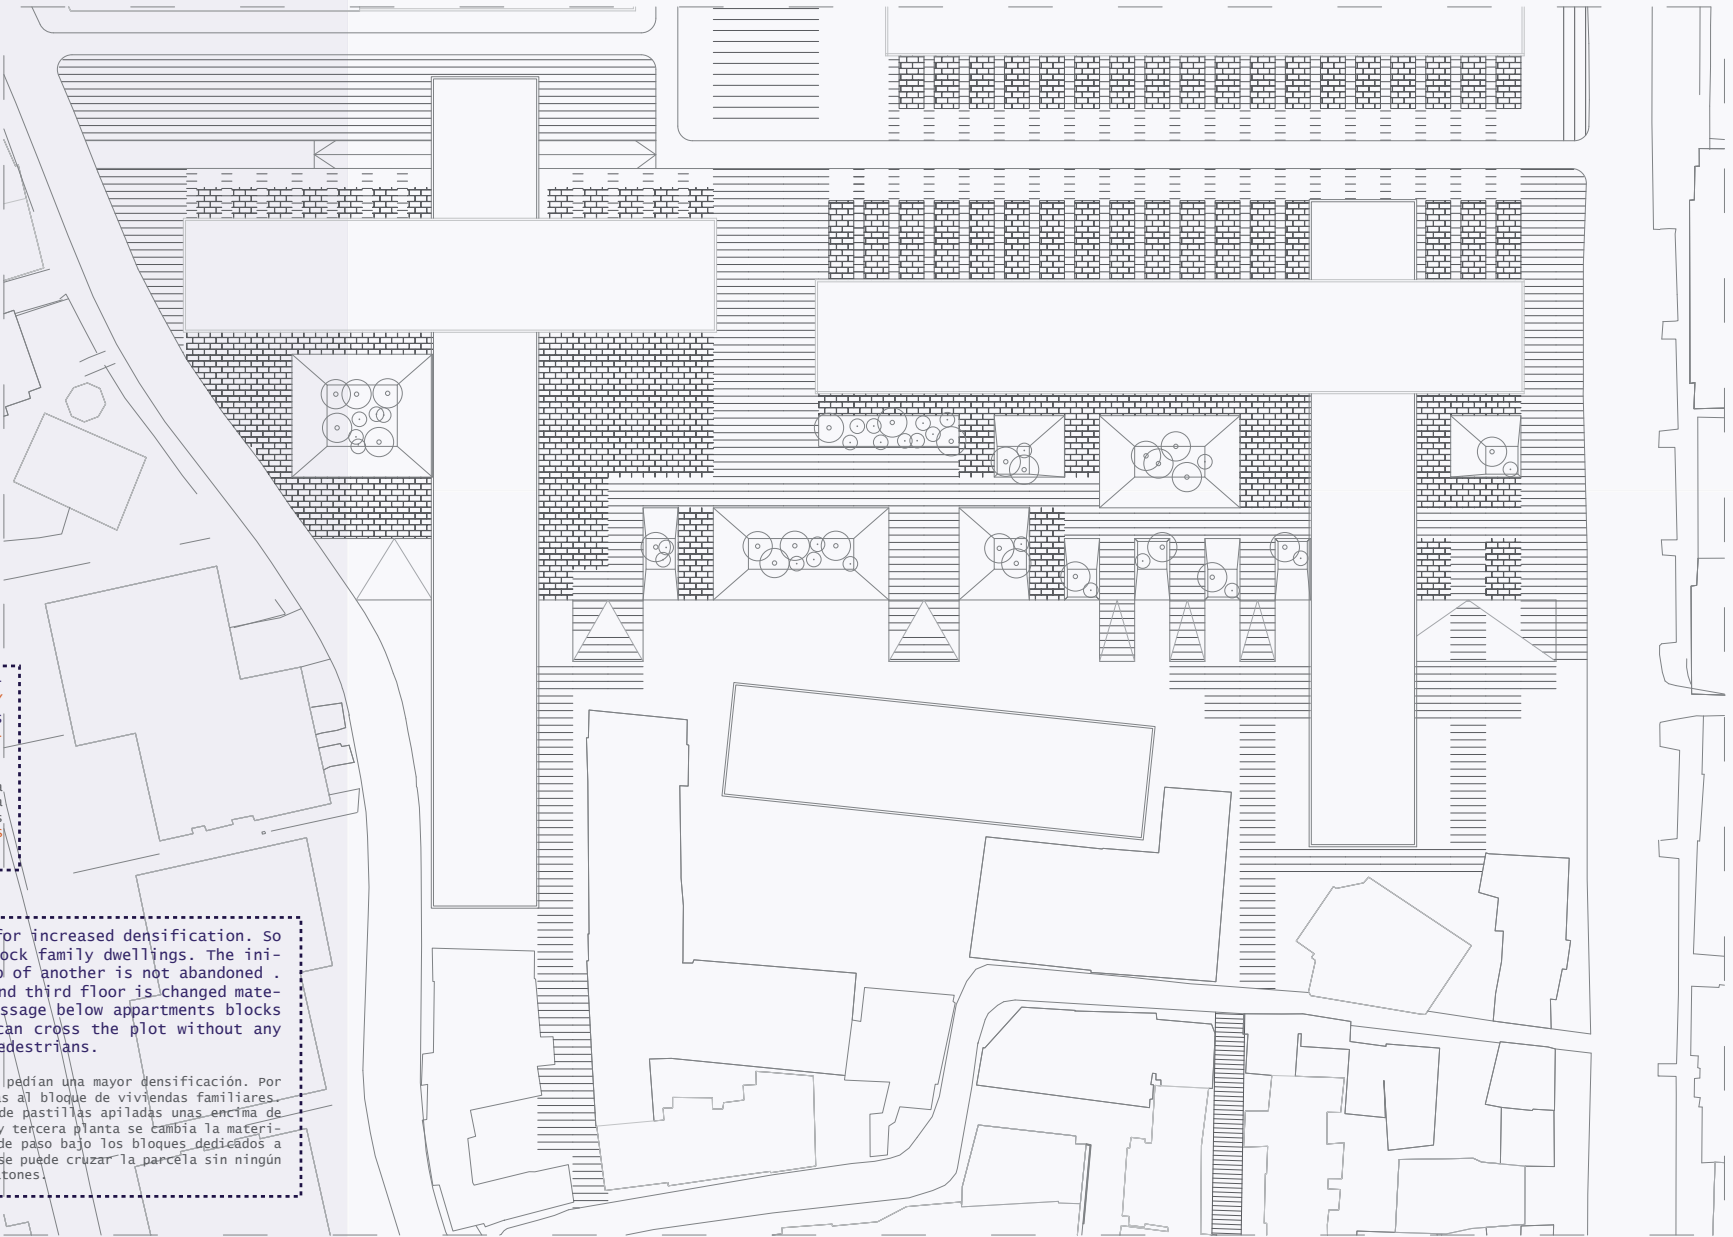 for increased densification. So
ock family dwellings. The ini-
of another is not abandoned .
nd third floor is changed mate-
ssage below appartments blocks
can cross the plot without any
edestrians.
pedían una mayor densificación. Por
as al bloque de viviendas familiares.
de pastillas apiladas unas encima de
y tercera planta se cambia la materi-
de paso bajo los bloques dedicados a
se puede cruzar la parcela sin ningún
tones.